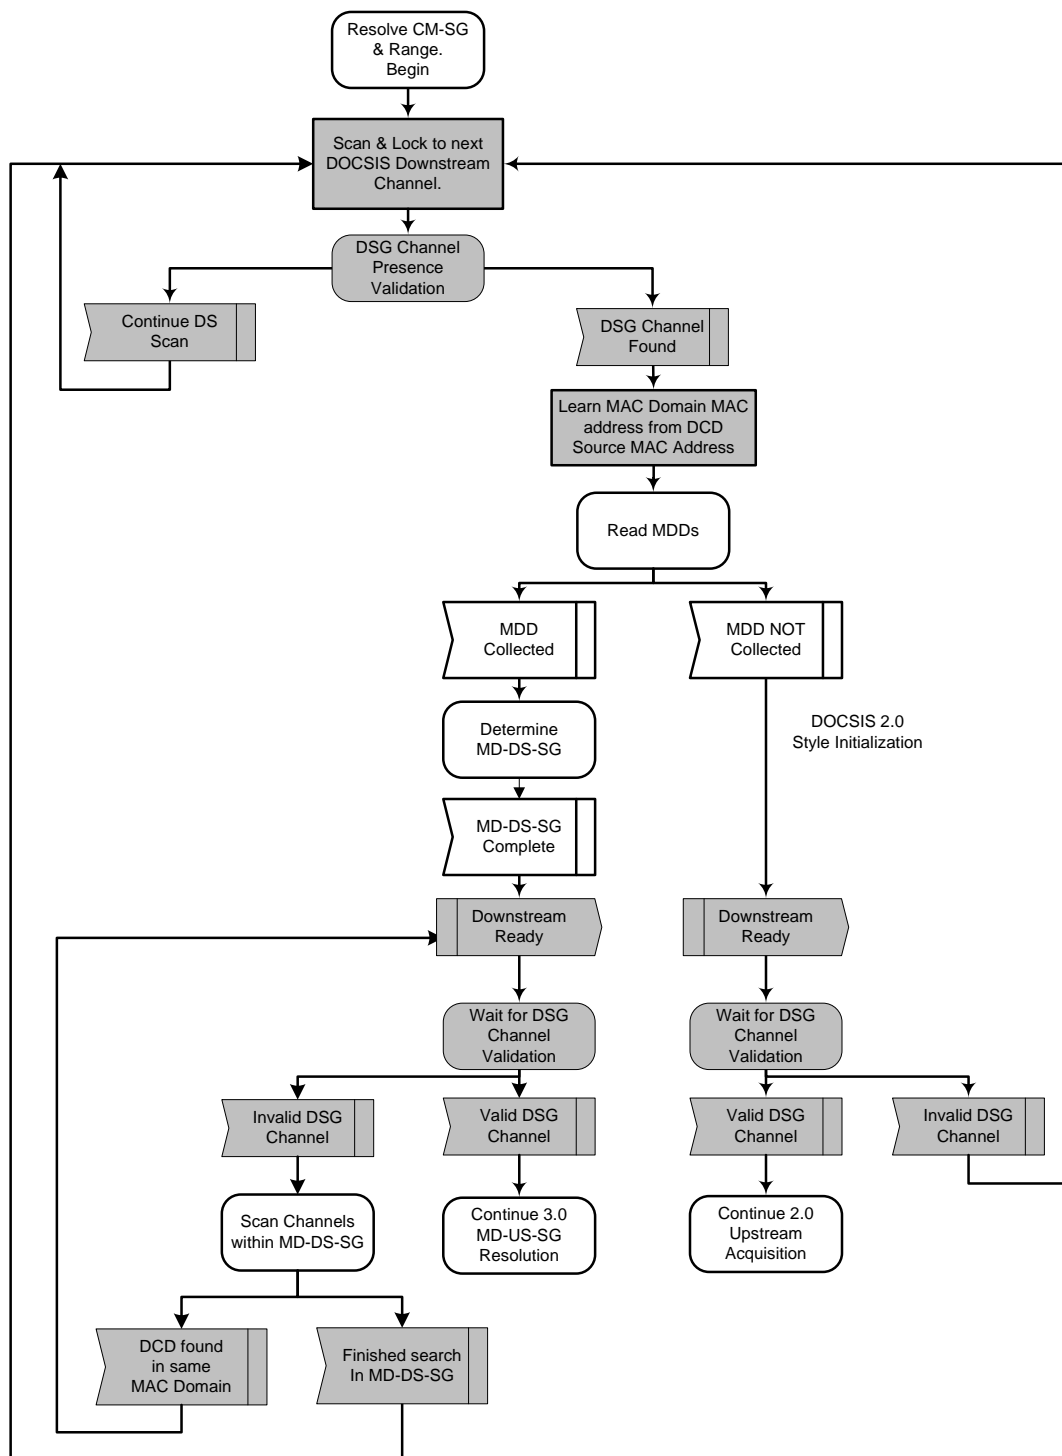 Resolve CM-SG
& Range.
Begin
Scan & Lock to next
DOCSIS Downstream
Channel.
DSG Channel
Presence
Validation
Continue DS
Scan
DSG Channel
Found
Learn MAC Domain MAC
address from DCD
Source MAC Address
Read MDDs
MDD
Collected
MDD NOT
Collected
Determine
MD-DS-SG
DOCSIS 2.0
Style Initialization
MD-DS-SG
Complete
Downstream
Ready
Downstream
Ready
Wait for DSG
Channel
Validation
Wait for DSG
Channel
Validation
Invalid DSG
Channel
Valid DSG
Channel
Valid DSG
Channel
Invalid DSG
Channel
Scan Channels
within MD-DS-SG
Continue 3.0
MD-US-SG
Resolution
Continue 2.0
Upstream
Acquisition
DCD found
in same
MAC Domain
Finished search
In MD-DS-SG